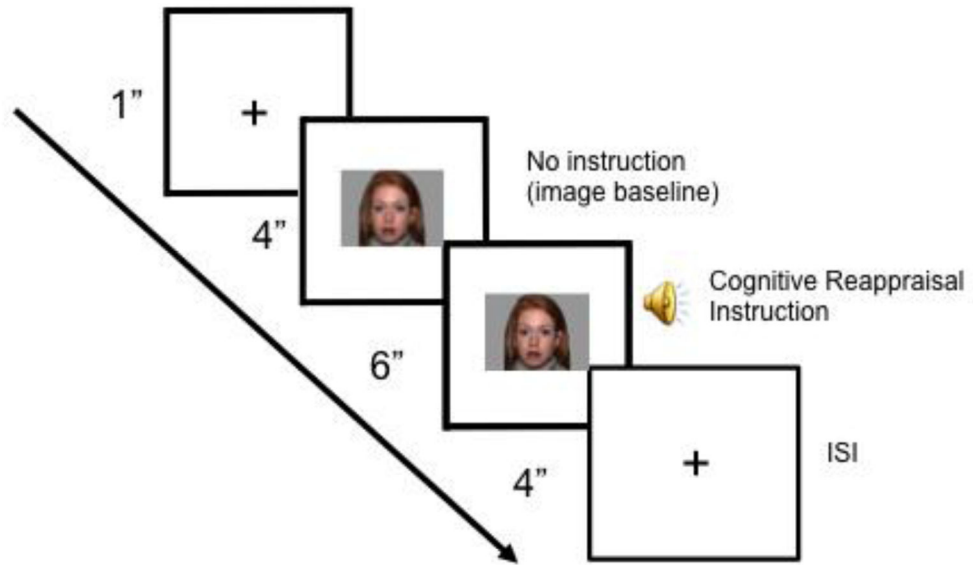 1”
+
4”
No instruction
(image baseline)
6”
Cognitive Reappraisal
Instruction
4”
+
ISI